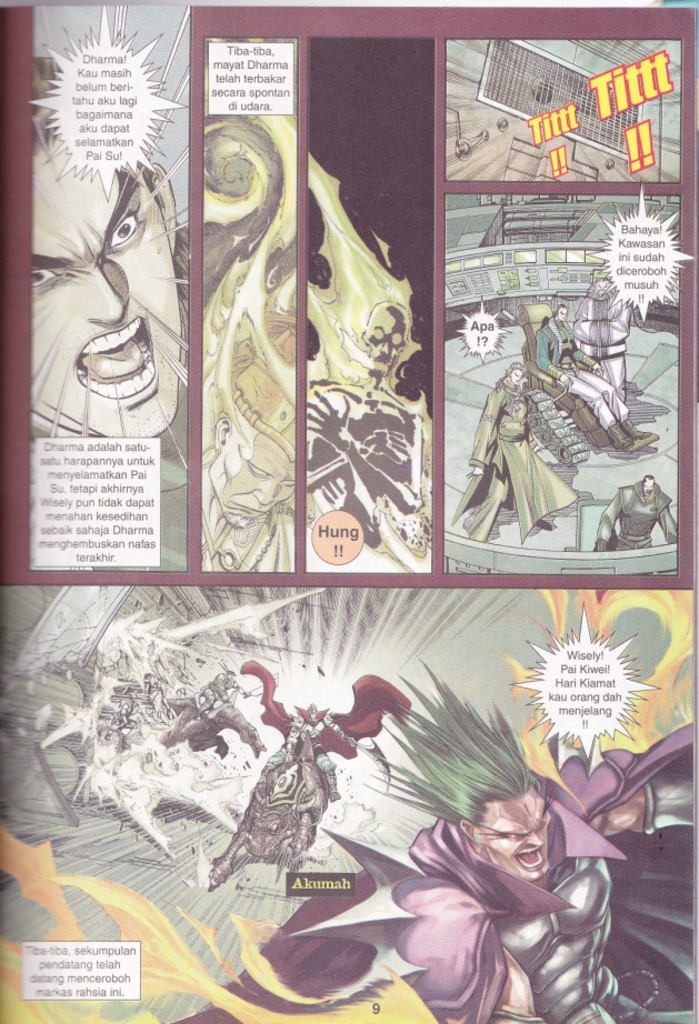 Dharma!
Kau masih
belum beri-
tahu aku lagi
bagaimana
aku dapat
selamatkan
Pai Su!
Dharma adalah satu-
satu harapannya untuk
menyelamatkan Pai
Su, tetapi akhirnya
Wisely pun tidak dapat
menahan kesedihan
sebaik sahaja Dharma
menghembuskan nafas
terakhir.
Tiba-tiba,
mayat Dharma
telah terbakar
secara spontan
di udara.
Hung
!!
Tittt
!!
Tittt
!!
Bahaya!
Kawasan
ini sudah
diceroboh
musuh
!!
Apa
!?
Wisely!
Pai Kiwei!
Hari Kiamat
kau orang dah
menjelang
!!
Akumah
Tiba-tiba, sekumpulan
pendatang telah
datang menceroboh
markas rahsia ini.
9